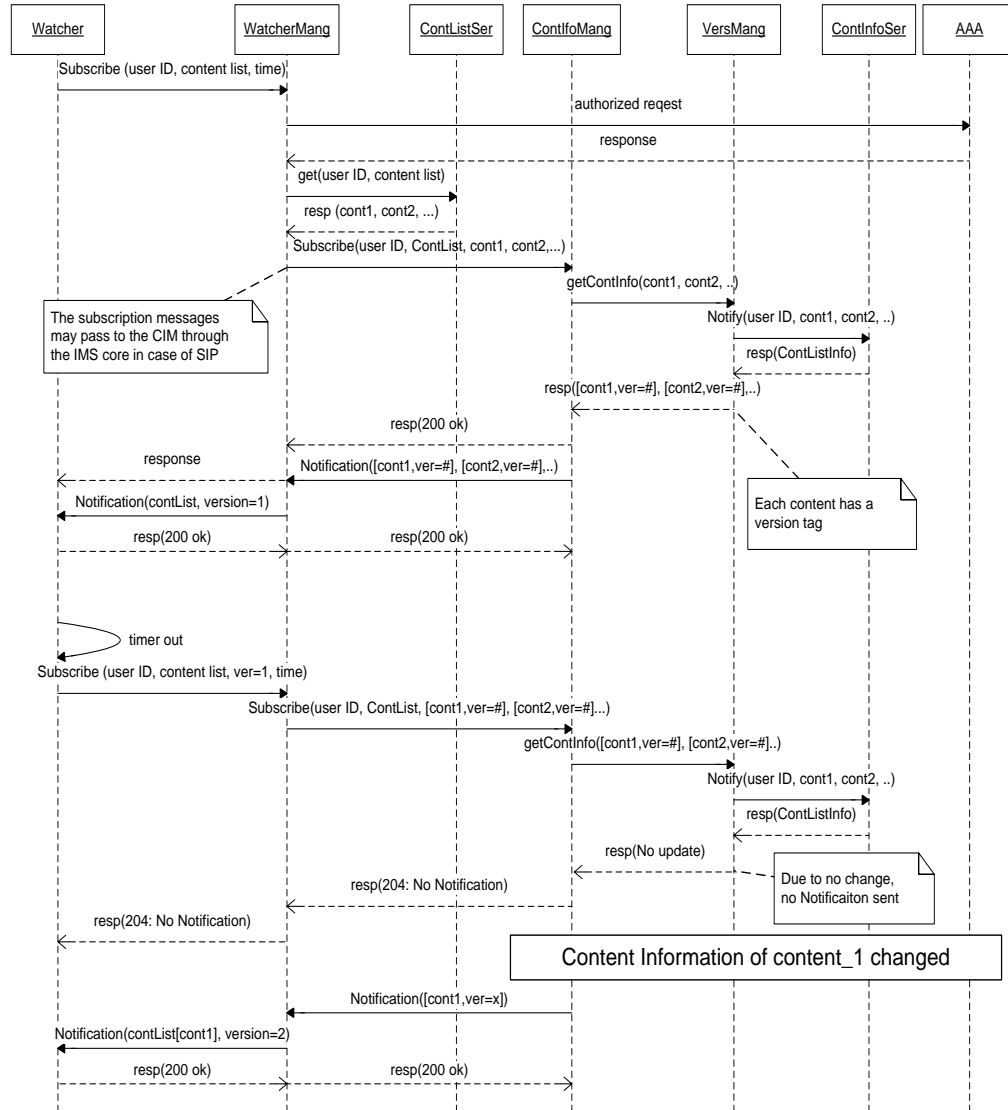 Watcher
WatcherMang
ContListSer
ContIfoMang
VersMang
ContInfoSer
AAA
Subscribe (user ID, content list, time)
authorized reqest
response
get(user ID, content list)
resp (cont1, cont2, ...)
Subscribe(user ID, ContList, cont1, cont2,...)
getContInfo(cont1, cont2, ..)
The subscription messages
may pass to the CIM through
the IMS core in case of SIP
Notify(user ID, cont1, cont2, ..)
resp(ContListInfo)
resp([cont1,ver=#], [cont2,ver=#],..)
resp(200 ok)
response
Notification([cont1,ver=#], [cont2,ver=#],..)
Notification(contList, version=1)
Each content has a
version tag
resp(200 ok)
resp(200 ok)
timer out
Subscribe (user ID, content list, ver=1, time)
Subscribe(user ID, ContList, [cont1,ver=#], [cont2,ver=#]...)
getContInfo([cont1,ver=#], [cont2,ver=#]..)
Notify(user ID, cont1, cont2, ..)
resp(ContListInfo)
resp(No update)
Due to no change,
no Notificaiton sent
resp(204: No Notification)
resp(204: No Notification)
Content Information of content_1 changed
Notification([cont1,ver=x])
Notification(contList[cont1], version=2)
resp(200 ok)
resp(200 ok)